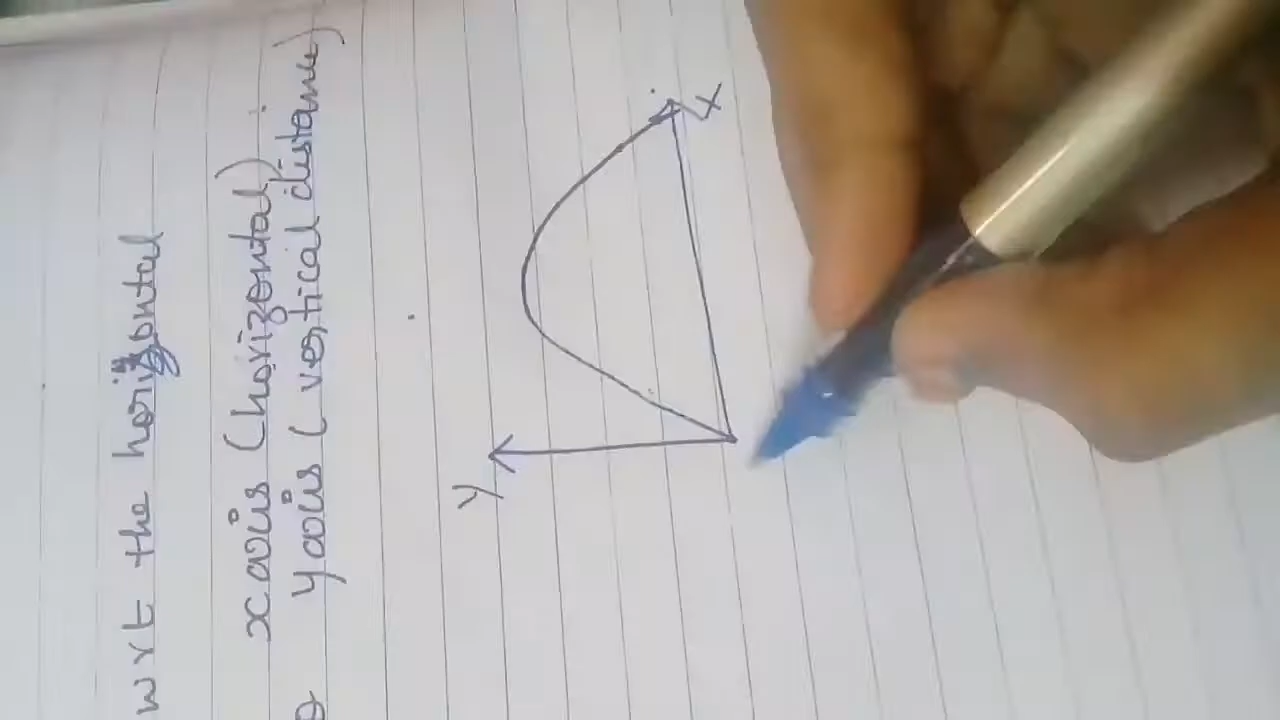 wrt the horizontal
x axis (horizontal)
y axis (vertical distance)
y
x